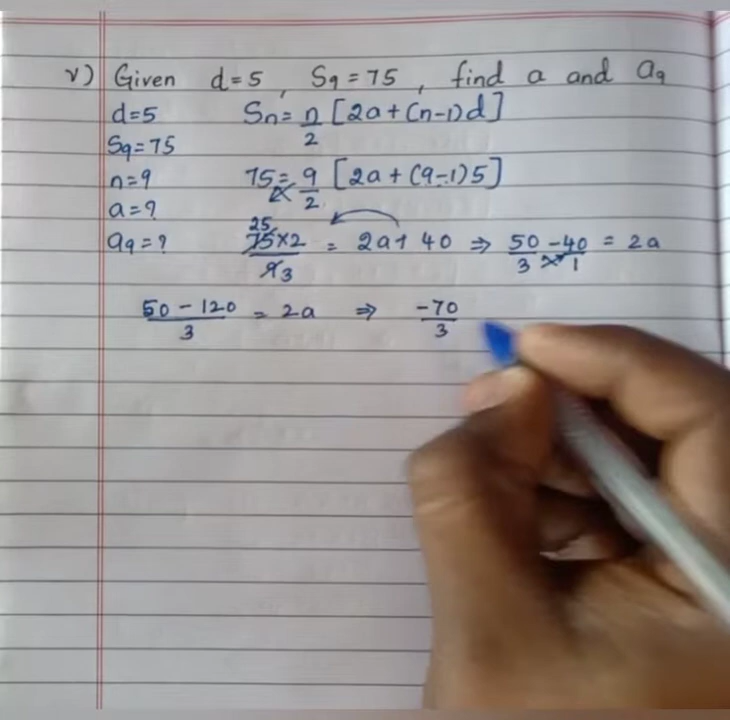 v) Given d=5, S9=75, find a and a9
d=5 Sn= n/2 [2a+(n-1)d]
S9=75
n=9 75= 9/2 [2a+(9-1)5]
a=?
a9=? 25 75×2/9 3 = 2a+ 40 ⇒ 50/3 - 40/1 = 2a
50-120/3 = 2a ⇒ -70/3